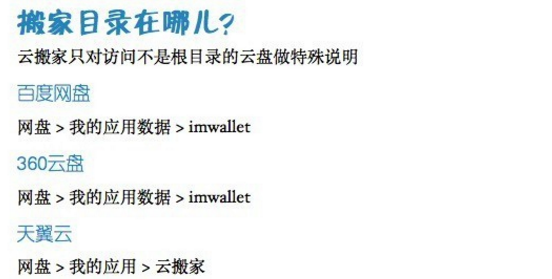 搬家目录在哪儿?
云搬家只对访问不是根目录的云盘做特殊说明
百度网盘
网盘 > 我的应用数据 > imwallet
360云盘
网盘 > 我的应用数据 > imwallet
天翼云
网盘 > 我的应用 > 云搬家